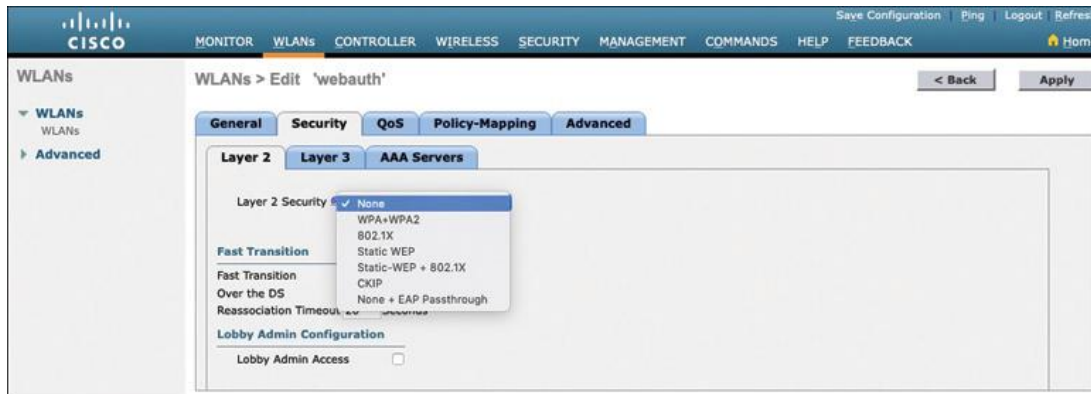 Save Configuration Ping Logout Refres
CISCO
MONITOR WLANs CONTROLLER WIRELESS SECURITY MANAGEMENT COMMANDS HELP FEEDBACK Hom
WLANs
WLANs > Edit 'webauth'
< Back Apply
WLANs
WLANs
Advanced
General Security QoS Policy-Mapping Advanced
Layer 2 Layer 3 AAA Servers
Layer 2 Security
None
WPA+WPA2
802.1X
Static WEP
Static-WEP + 802.1X
CKIP
None + EAP Passthrough
Fast Transition
Fast Transition
Over the DS
Reassociation Timeout 20 Seconds
Lobby Admin Configuration
Lobby Admin Access